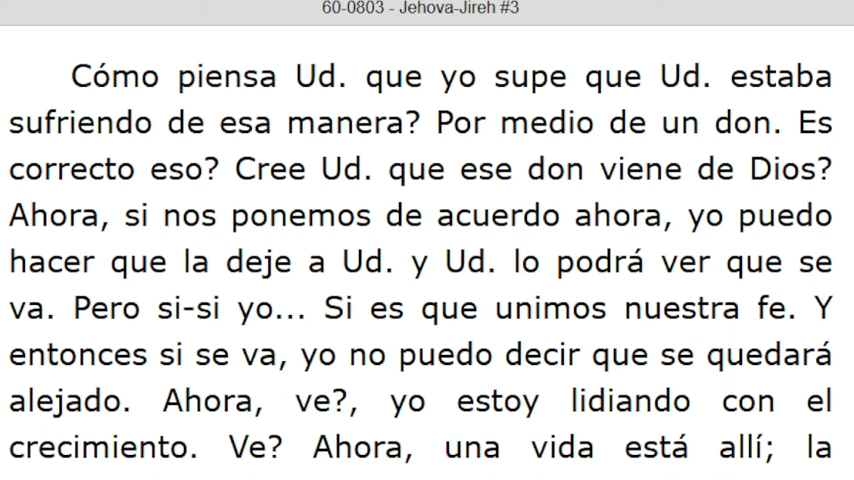 60-0803 - Jehova-Jireh #3
Cómo piensa Ud. que yo supe que Ud. estaba
sufriendo de esa manera? Por medio de un don. Es
correcto eso? Cree Ud. que ese don viene de Dios?
Ahora, si nos ponemos de acuerdo ahora, yo puedo
hacer que la deje a Ud. y Ud. lo podrá ver que se
va. Pero si-si yo... Si es que unimos nuestra fe. Y
entonces si se va, yo no puedo decir que se quedará
alejado. Ahora, ve?, yo estoy lidiando con el
crecimiento. Ve? Ahora, una vida está allí; la